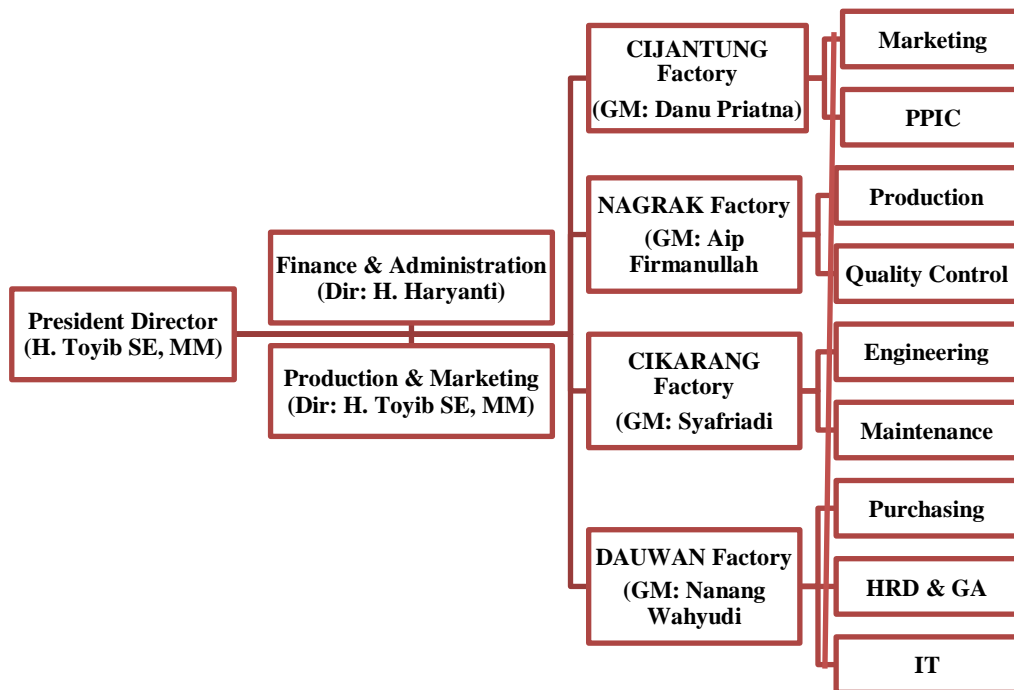 President Director
(H. Toyib SE, MM)
Finance & Administration
(Dir: H. Haryanti)
Production & Marketing
(Dir: H. Toyib SE, MM)
CIJANTUNG
Factory
(GM: Danu Priatna)
NAGRAK Factory
(GM: Aip
Firmanullah
CIKARANG
Factory
(GM: Syafriadi
DAUWAN Factory
(GM: Nanang
Wahyudi
Marketing
PPIC
Production
Quality Control
Engineering
Maintenance
Purchasing
HRD & GA
IT